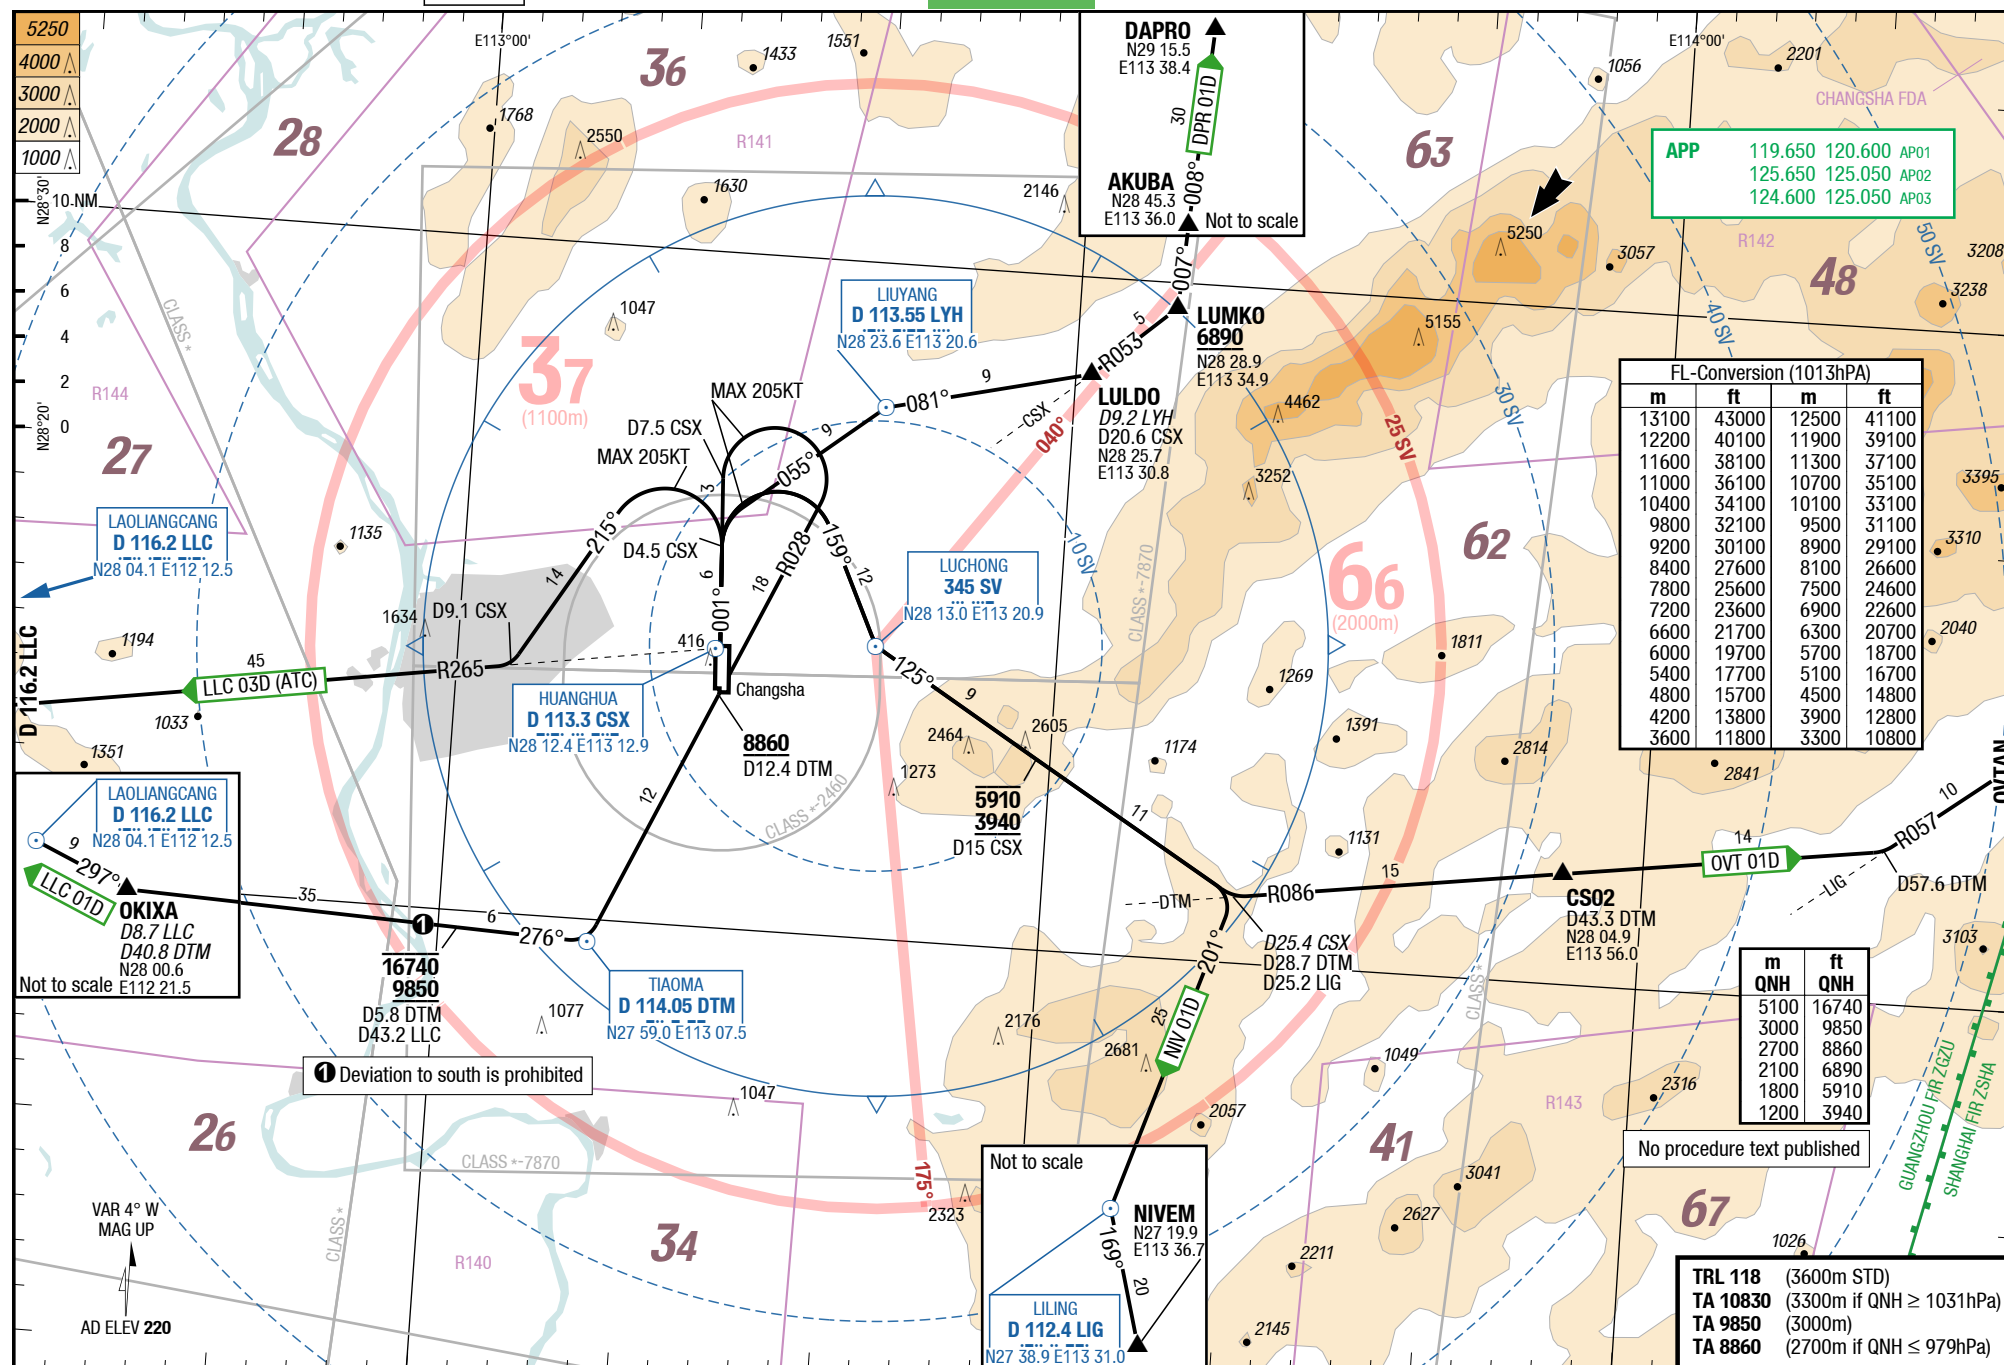 5250
4000
3000
2000
1000
E113°00'
E114°00'
N28°30'
N28°20'
10 NM
8
6
4
2
0
36
28
37
(1100m)
27
63
48
62
66
(2000m)
26
34
41
67
1433
1551
1768
2550
1630
2146
1047
1135
1194
1033
1351
1634
416
1056
2201
5250
3057
3208
3238
5155
4462
3252
3395
3310
2040
1811
1269
1391
1174
2464
2605
1273
2814
2841
1131
3103
1077
1047
2176
2681
2057
1049
2316
3041
2627
2211
2145
2323
1026
R141
R142
R144
R143
R140
CHANGSHA FDA
CLASS *
CLASS *-7870
CLASS *-2460
CLASS *
CLASS *-7870
CLASS *
DAPRO
N29 15.5
E113 38.4
DPR 01D
30
008°
AKUBA
N28 45.3
E113 36.0
Not to scale
007°
LUMKO
6890
N28 28.9
E113 34.9
5
R053
LULDO
D9.2 LYH
D20.6 CSX
N28 25.7
E113 30.8
CSX
040°
25 SV
10 SV
30 SV
40 SV
50 SV
175°
APP 119.650 120.600 AP01
125.650 125.050 AP02
124.600 125.050 AP03
LIUYANG
D 113.55 LYH
N28 23.6 E113 20.6
081°
9
055°
9
MAX 205KT
D7.5 CSX
MAX 205KT
3
D4.5 CSX
6
001°
215°
14
D9.1 CSX
R265
45
LLC 03D (ATC)
D 116.2 LLC
LAOLIANGCANG
D 116.2 LLC
N28 04.1 E112 12.5
R028
18
159°
12
LUCHONG
345 SV
N28 13.0 E113 20.9
125°
9
HUANGHUA
D 113.3 CSX
N28 12.4 E113 12.9
Changsha
8860
D12.4 DTM
12
5910
3940
D15 CSX
11
DTM
R086
15
D25.4 CSX
D28.7 DTM
D25.2 LIG
CS02
D43.3 DTM
N28 04.9
E113 56.0
14
OVT 01D
R057
10
OVTAN
LIG
D57.6 DTM
201°
25
NIV 01D
Not to scale
NIVEM
N27 19.9
E113 36.7
169°
20
LILING
D 112.4 LIG
N27 38.9 E113 31.0
LAOLIANGCANG
D 116.2 LLC
N28 04.1 E112 12.5
9
297°
LLC 01D
OKIXA
D8.7 LLC
D40.8 DTM
N28 00.6
E112 21.5
Not to scale
35
1
6
276°
16740
9850
D5.8 DTM
D43.2 LLC
1 Deviation to south is prohibited
TIAOMA
D 114.05 DTM
N27 59.0 E113 07.5
FL-Conversion (1013hPA)
m ft m ft
13100 43000 12500 41100
12200 40100 11900 39100
11600 38100 11300 37100
11000 36100 10700 35100
10400 34100 10100 33100
9800 32100 9500 31100
9200 30100 8900 29100
8400 27600 8100 26600
7800 25600 7500 24600
7200 23600 6900 22600
6600 21700 6300 20700
6000 19700 5700 18700
5400 17700 5100 16700
4800 15700 4500 14800
4200 13800 3900 12800
3600 11800 3300 10800
m ft
QNH QNH
5100 16740
3000 9850
2700 8860
2100 6890
1800 5910
1200 3940
No procedure text published
GUANGZHOU FIR ZGZU
SHANGHAI FIR ZSHA
VAR 4° W
MAG UP
AD ELEV 220
TRL 118 (3600m STD)
TA 10830 (3300m if QNH ≥ 1031hPa)
TA 9850 (3000m)
TA 8860 (2700m if QNH ≤ 979hPa)